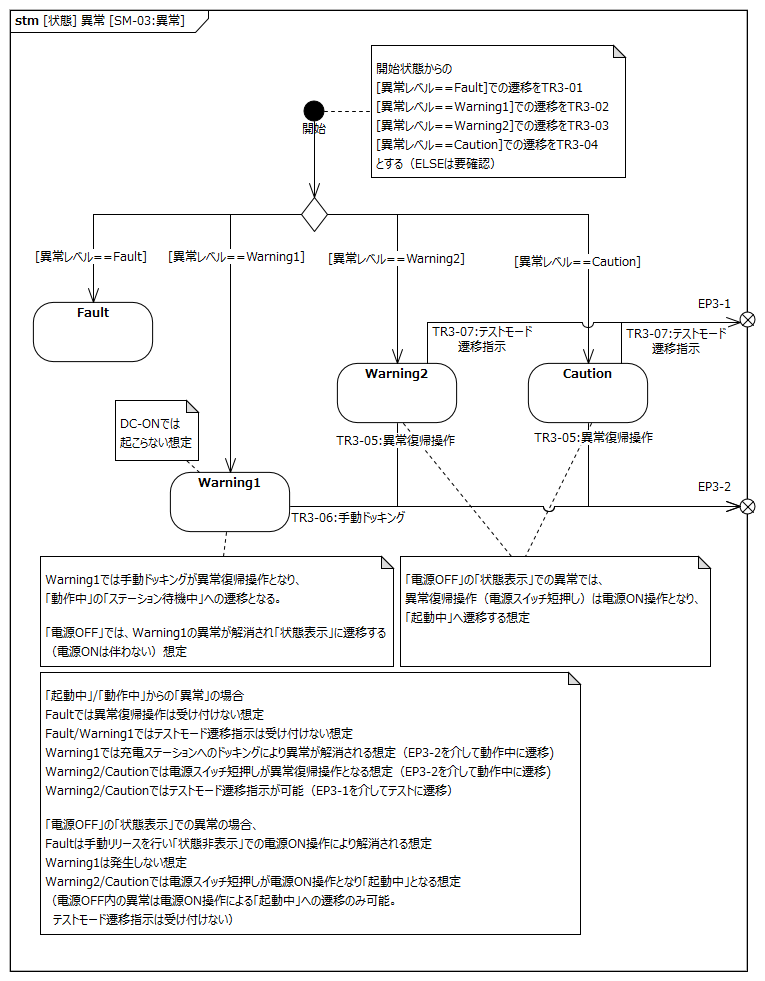 stm [状態] 異常 [SM-03:異常]
開始状態からの
[異常レベル==Fault]での遷移をTR3-01
[異常レベル==Warning1]での遷移をTR3-02
[異常レベル==Warning2]での遷移をTR3-03
[異常レベル==Caution]での遷移をTR3-04
とする（ELSEは要確認）
開始
[異常レベル==Fault]
[異常レベル==Warning1]
[異常レベル==Warning2]
[異常レベル==Caution]
EP3-1
Fault
TR3-07:テストモード
遷移指示
TR3-07:テストモード
遷移指示
Warning2
Caution
DC-ONでは
起こらない想定
TR3-05:異常復帰操作
TR3-05:異常復帰操作
Warning1
EP3-2
TR3-06:手動ドッキング
Warning1では手動ドッキングが異常復帰操作となり、
「動作中」の「ステーション待機中」への遷移となる。
「電源OFF」では、Warning1の異常が解消され「状態表示」に遷移する
（電源ONは伴わない）想定
「電源OFF」の「状態表示」での異常では、
異常復帰操作（電源スイッチ短押し）は電源ON操作となり、
「起動中」へ遷移する想定
「起動中」/「動作中」からの「異常」の場合
Faultでは異常復帰操作は受け付けない想定
Fault/Warning1ではテストモード遷移指示は受け付けない想定
Warning1では充電ステーションへのドッキングにより異常が解消される想定（EP3-2を介して動作中に遷移)
Warning2/Cautionでは電源スイッチ短押しが異常復帰操作となる想定（EP3-2を介して動作中に遷移)
Warning2/Cautionではテストモード遷移指示が可能（EP3-1を介してテストに遷移）
「電源OFF」の「状態表示」での異常の場合、
Faultは手動リリースを行い「状態非表示」での電源ON操作により解消される想定
Warning1は発生しない想定
Warning2/Cautionでは電源スイッチ短押しが電源ON操作となり「起動中」となる想定
（電源OFF内の異常は電源ON操作による「起動中」への遷移のみ可能。
テストモード遷移指示は受け付けない）